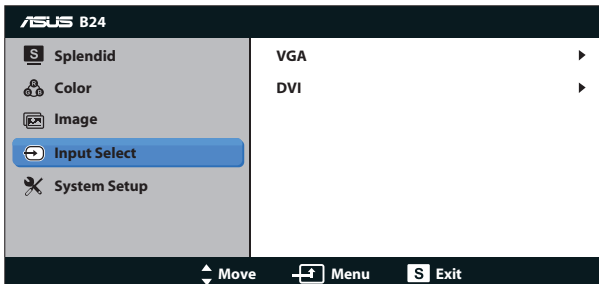 ASUS B24
S Splendid
Color
Image
Input Select
System Setup
VGA
DVI
Move Menu S Exit